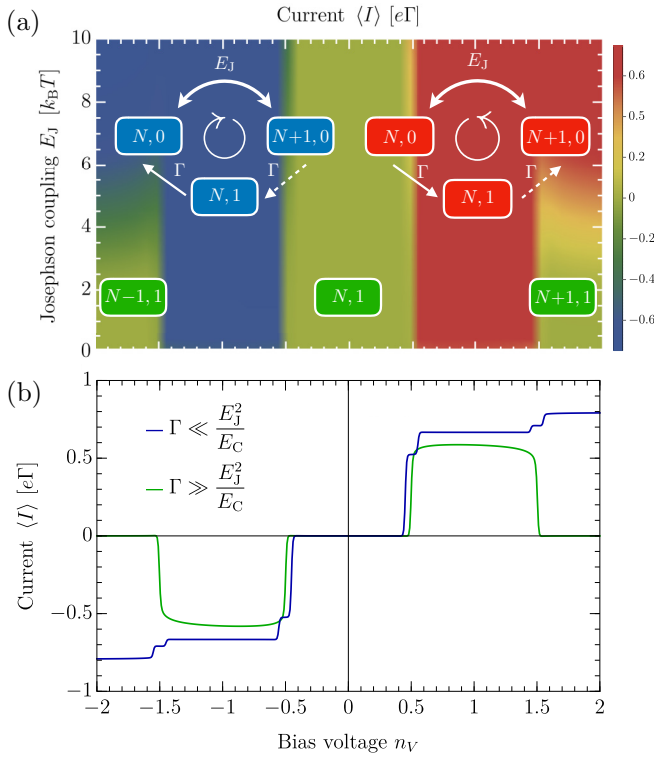 (a)
Current ⟨I⟩ [eΓ]
Josephson coupling E_J [k_BT]
10
8
6
4
2
0
E_J
N, 0
N+1, 0
Γ
Γ
N, 1
E_J
N, 0
N+1, 0
Γ
Γ
N, 1
N−1, 1
N, 1
N+1, 1
0.6
0.4
0.2
0
−0.2
−0.4
−0.6
(b)
Current ⟨I⟩ [eΓ]
1
0.5
0
−0.5
−1
Γ ≪ E_J^2/E_C
Γ ≫ E_J^2/E_C
−2 −1.5 −1 −0.5 0 0.5 1 1.5 2
Bias voltage n_V